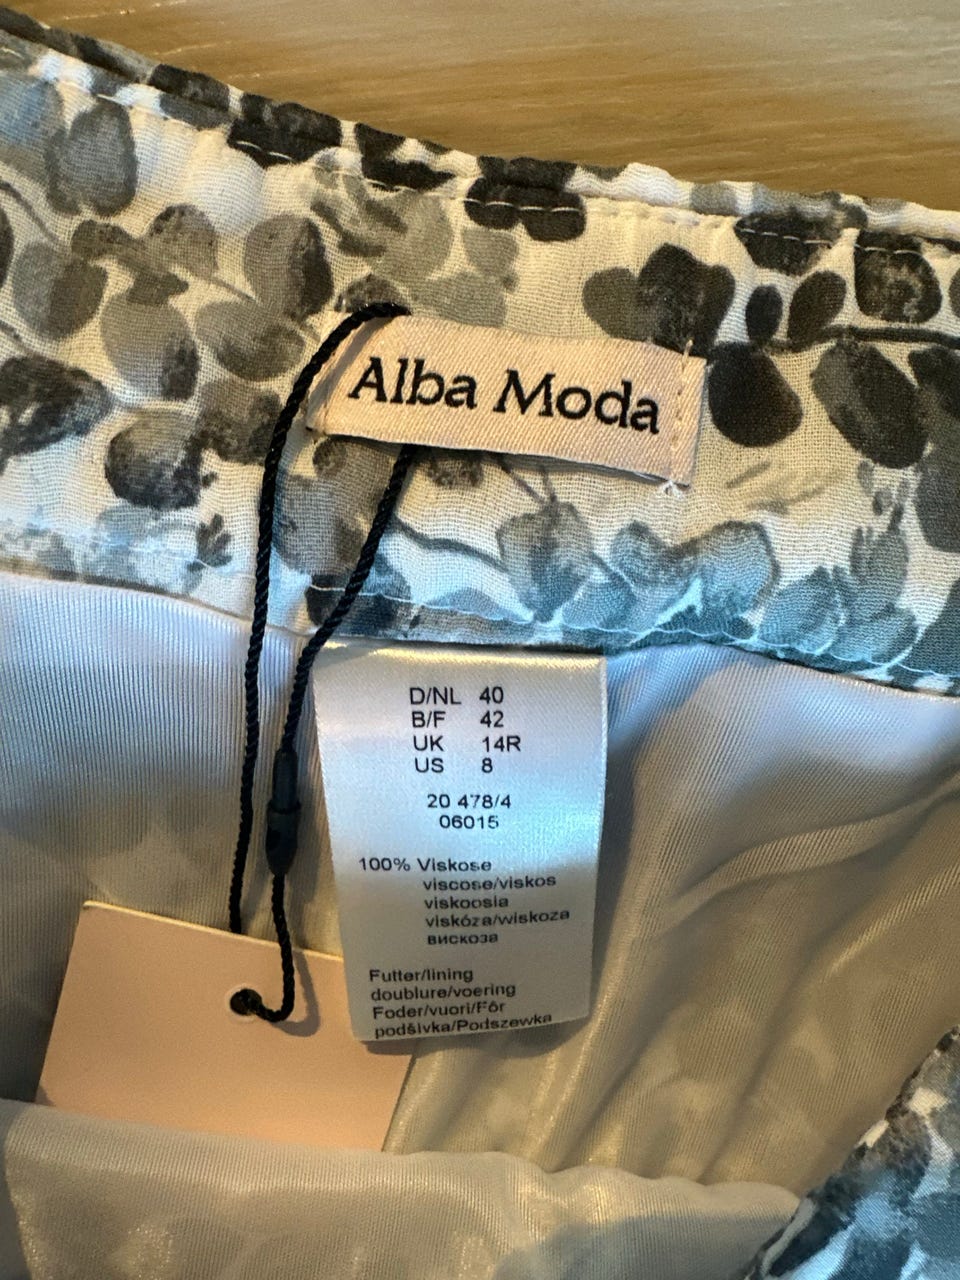 Alba Moda
D/NL 40
B/F 42
UK 14R
US 8
20 478/4
06015
100% Viskose
viscose/viskos
viskoosia
viskóza/wiskoza
вискоза
Futter/lining
doublure/voering
Foder/vuori/Fôr
podšívka/Podszewka